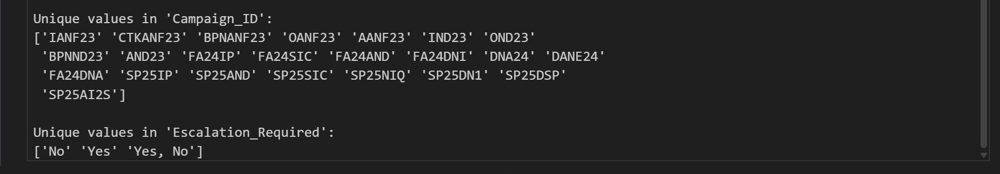 Unique values in 'Campaign_ID':
['IANF23' 'CTKANF23' 'BPNANF23' 'OANF23' 'AANF23' 'IND23' 'OND23'
'BPNND23' 'AND23' 'FA24IP' 'FA24SIC' 'FA24AND' 'FA24DNI' 'DNA24' 'DANE24'
'FA24DNA' 'SP25IP' 'SP25AND' 'SP25SIC' 'SP25NIQ' 'SP25DN1' 'SP25DSP'
'SP25AI2S']
Unique values in 'Escalation_Required':
['No' 'Yes' 'Yes, No']